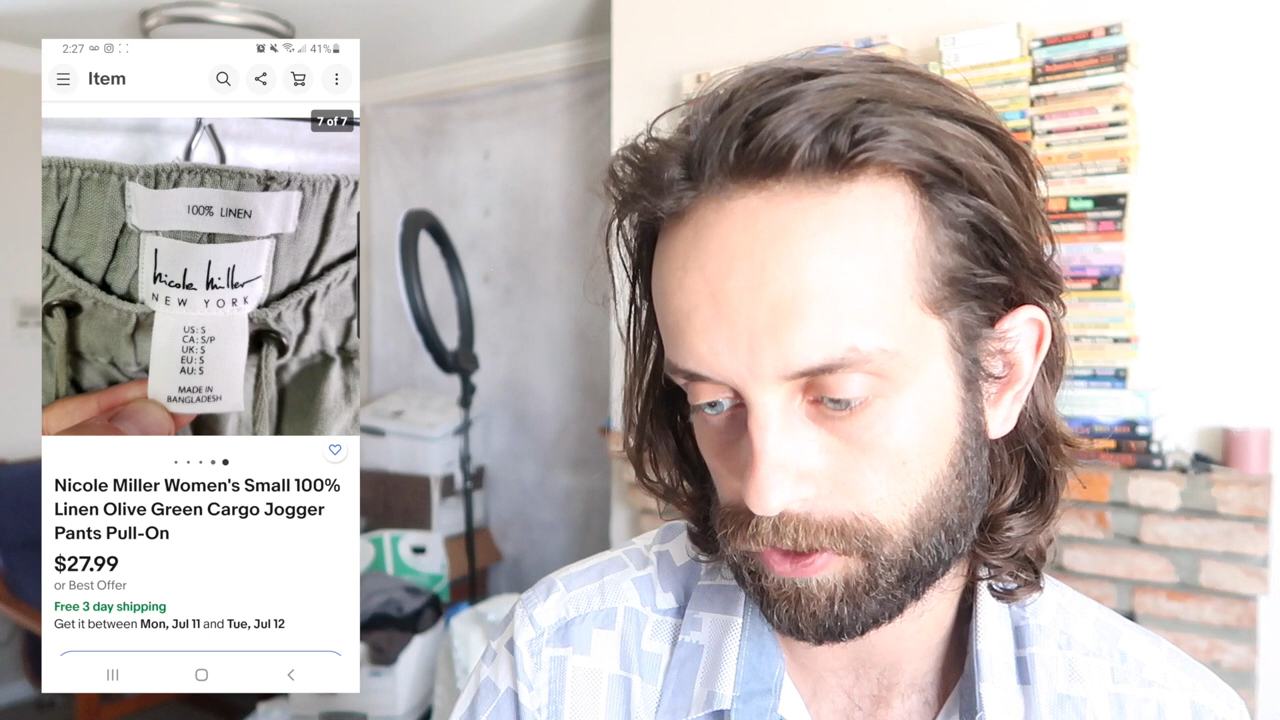 2:27
41%
Item
7 of 7
100% LINEN
nicole miller
NEW YORK
US: S
CA: S/P
UK: S
EU: S
AU: S
MADE IN
BANGLADESH
Nicole Miller Women's Small 100%
Linen Olive Green Cargo Jogger
Pants Pull-On
$27.99
or Best Offer
Free 3 day shipping
Get it between Mon, Jul 11 and Tue, Jul 12